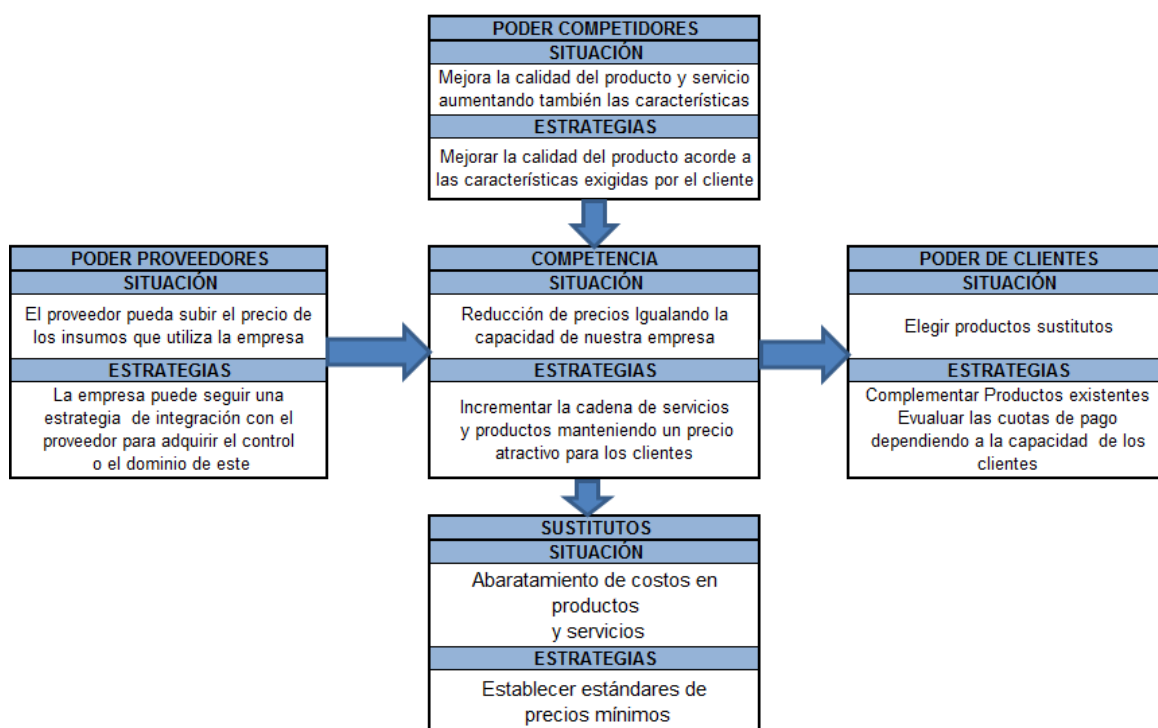 PODER COMPETIDORES
SITUACIÓN
Mejora la calidad del producto y servicio
aumentando también las características
ESTRATEGIAS
Mejorar la calidad del producto acorde a
las características exigidas por el cliente
PODER PROVEEDORES
SITUACIÓN
El proveedor pueda subir el precio de
los insumos que utiliza la empresa
ESTRATEGIAS
La empresa puede seguir una
estrategia de integración con el
proveedor para adquirir el control
o el dominio de este
COMPETENCIA
SITUACIÓN
Reducción de precios Igualando la
capacidad de nuestra empresa
ESTRATEGIAS
Incrementar la cadena de servicios
y productos manteniendo un precio
atractivo para los clientes
PODER DE CLIENTES
SITUACIÓN
Elegir productos sustitutos
ESTRATEGIAS
Complementar Productos existentes
Evaluar las cuotas de pago
dependiendo a la capacidad de los
clientes
SUSTITUTOS
SITUACIÓN
Abaratamiento de costos en
productos
y servicios
ESTRATEGIAS
Establecer estándares de
precios mínimos